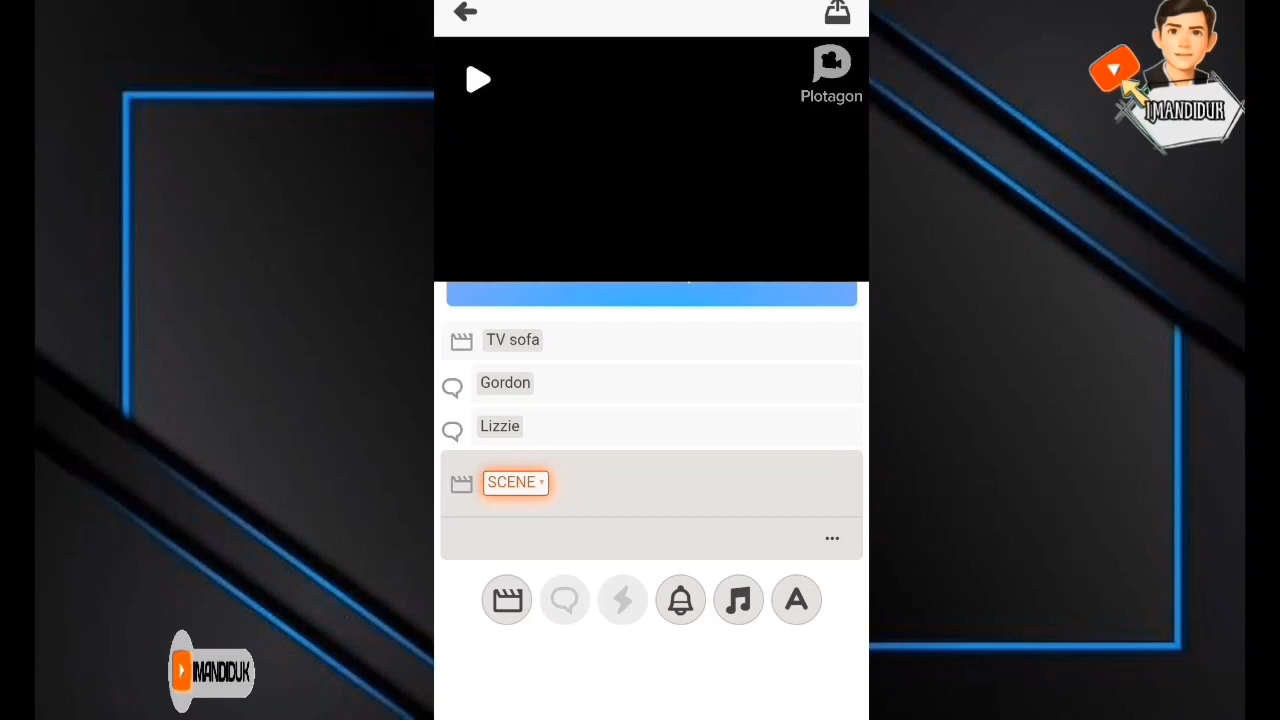 Plotagon
IMANDIDUK
TV sofa
Gordon
Lizzie
SCENE
IMANDIDUK